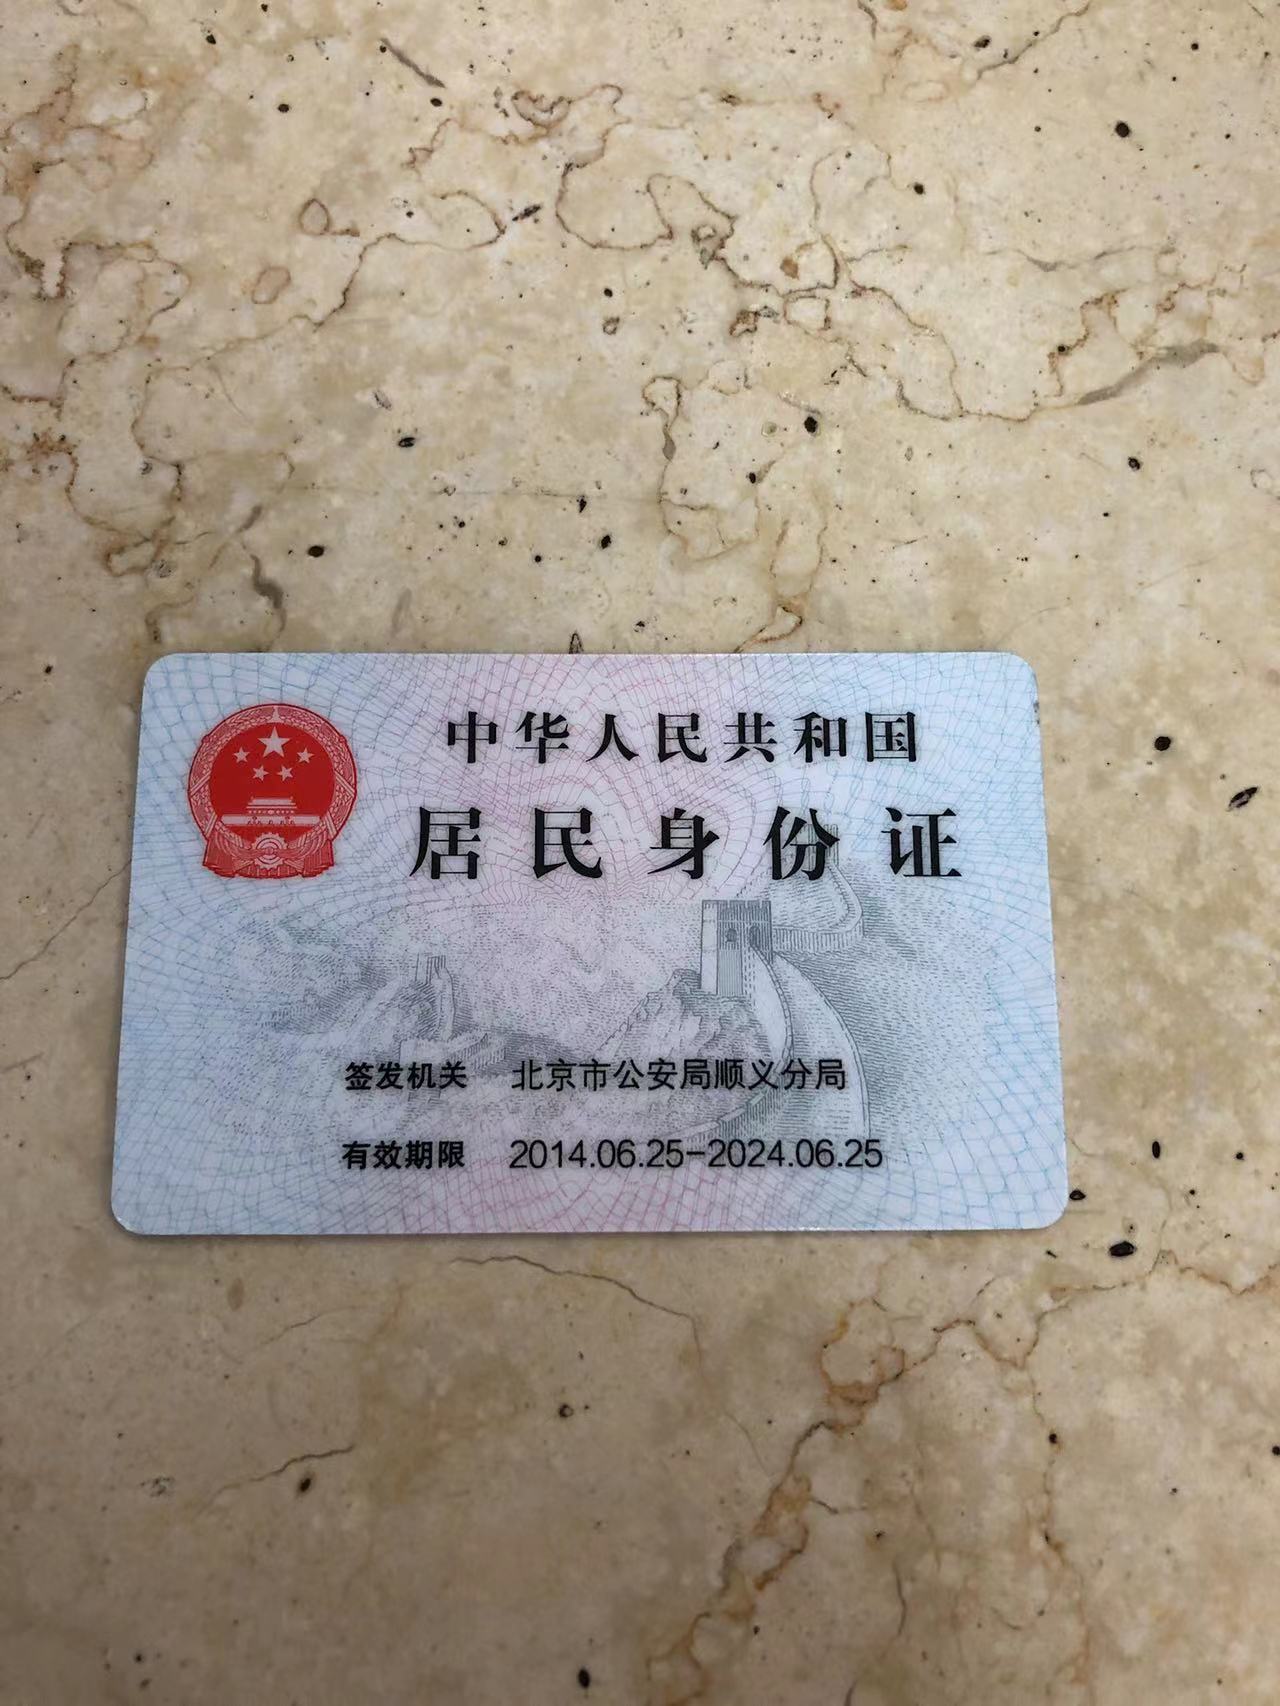 中华人民共和国
居民身份证
签发机关 北京市公安局顺义分局
有效期限 2014.06.25-2024.06.25